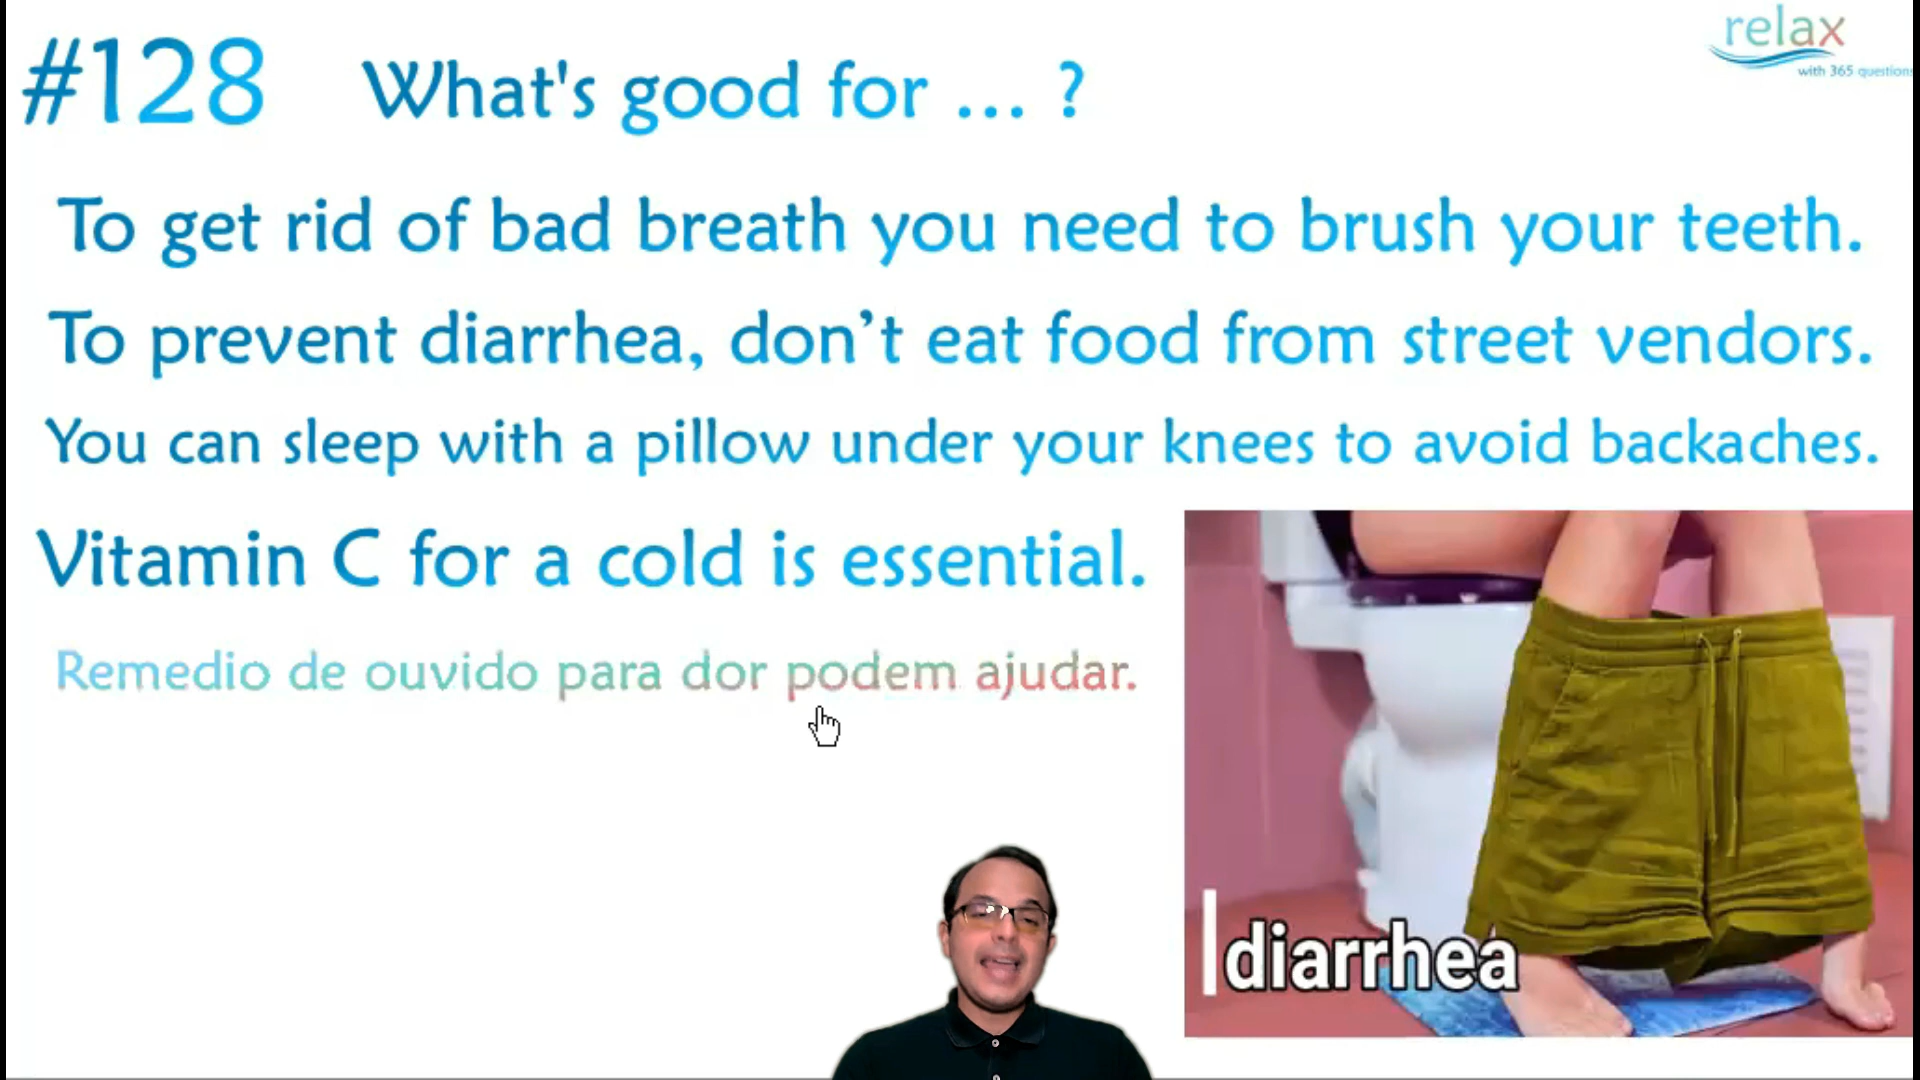 #128 What's good for ... ?
relax
with 365 questions
To get rid of bad breath you need to brush your teeth.
To prevent diarrhea, don’t eat food from street vendors.
You can sleep with a pillow under your knees to avoid backaches.
Vitamin C for a cold is essential.
Remedio de ouvido para dor podem ajudar.
diarrhea